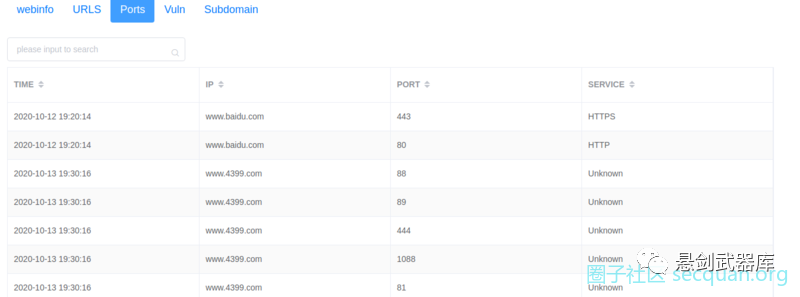 webinfo URLS Ports Vuln Subdomain
please input to search
TIME IP PORT SERVICE
2020-10-12 19:20:14 www.baidu.com 443 HTTPS
2020-10-12 19:20:14 www.baidu.com 80 HTTP
2020-10-13 19:30:16 www.4399.com 88 Unknown
2020-10-13 19:30:16 www.4399.com 89 Unknown
2020-10-13 19:30:16 www.4399.com 444 Unknown
2020-10-13 19:30:16 www.4399.com 1088 Unknown
悬剑武器库
圈子社区 secquan.org
2020-10-13 19:30:16 www.4399.com 81 Unknown